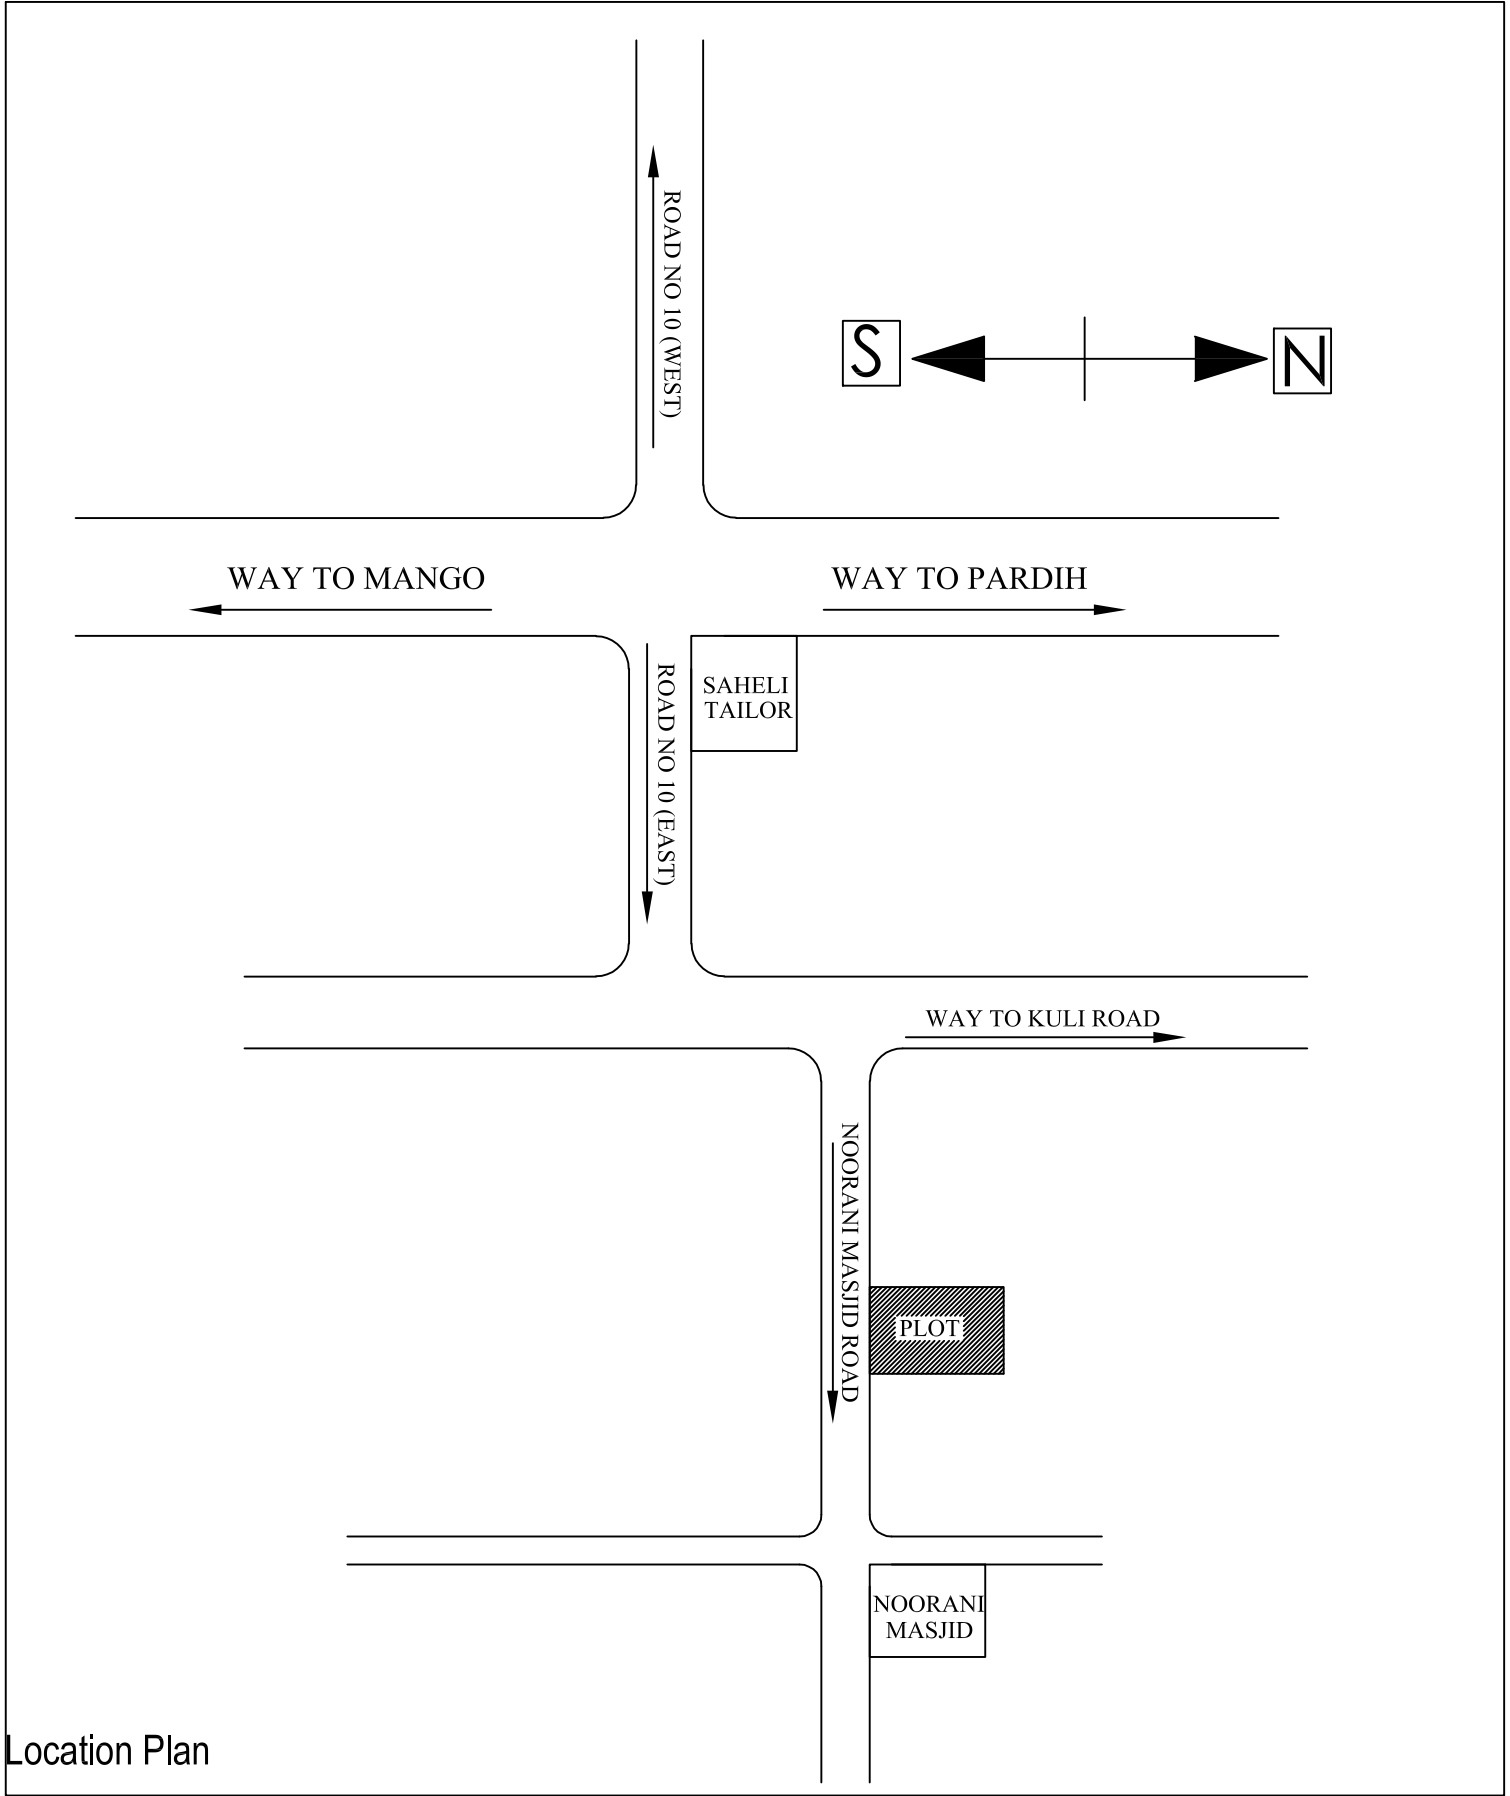 ROAD NO 10 (WEST)
S
N
WAY TO MANGO
WAY TO PARDIH
SAHELI
TAILOR
ROAD NO 10 (EAST)
WAY TO KULI ROAD
NOORANI MASJID ROAD
PLOT
NOORANI
MASJID
Location Plan